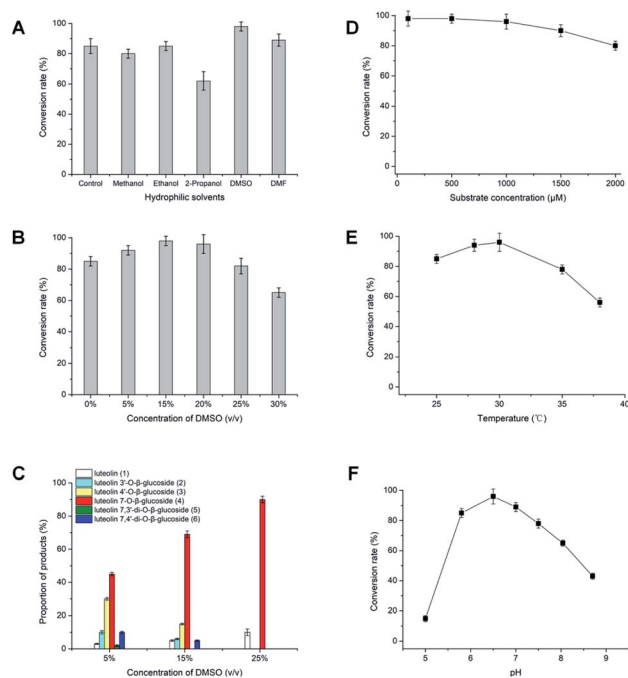 A
Conversion rate (%)
100
80
60
40
20
0
Control
Methanol
Ethanol
2-Propanol
DMSO
DMF
Hydrophilic solvents
B
Conversion rate (%)
100
80
60
40
20
0
0%
5%
15%
20%
25%
30%
Concentration of DMSO (v/v)
C
Proportion of products (%)
100
80
60
40
20
0
luteolin (1)
luteolin 3'-O-β-glucoside (2)
luteolin 4'-O-β-glucoside (3)
luteolin 7-O-β-glucoside (4)
luteolin 7,3'-di-O-β-glucoside (5)
luteolin 7,4'-di-O-β-glucoside (6)
5%
15%
25%
Concentration of DMSO (v/v)
D
Conversion rate (%)
100
80
60
40
20
0
0
500
1000
1500
2000
Substrate concentration (μM)
E
Conversion rate (%)
100
80
60
40
20
0
25
30
35
40
Temperature (℃)
F
Conversion rate (%)
100
80
60
40
20
0
5
6
7
8
9
pH